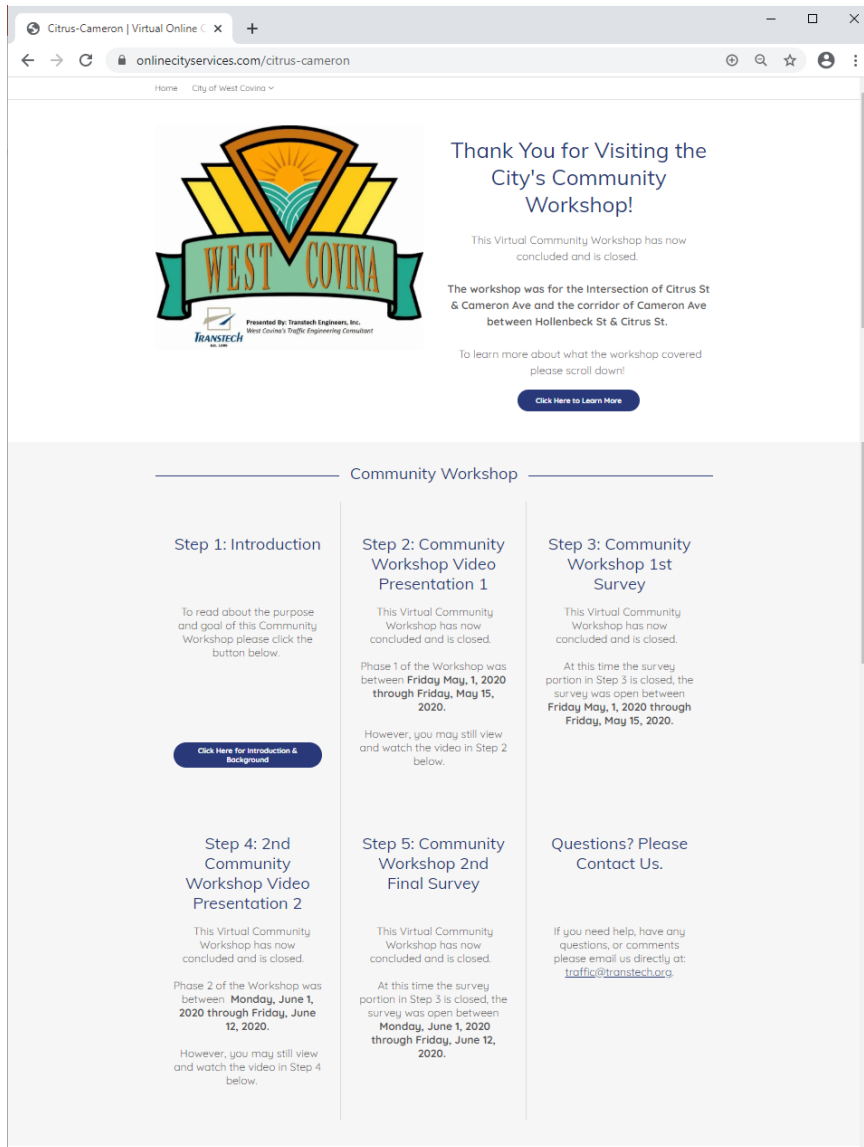 Citrus-Cameron | Virtual Online C
onlinecityservices.com/citrus-cameron
Home City of West Covina
WEST COVINA
TRANSTECH
EST. 1989
Presented By: Transtech Engineers, Inc.
West Covina's Traffic Engineering Consultant
Thank You for Visiting the
City's Community
Workshop!
This Virtual Community Workshop has now
concluded and is closed.
The workshop was for the Intersection of Citrus St
& Cameron Ave and the corridor of Cameron Ave
between Hollenbeck St & Citrus St.
To learn more about what the workshop covered
please scroll down!
Click Here to Learn More
Community Workshop
Step 1: Introduction
To read about the purpose
and goal of this Community
Workshop please click the
button below.
Click Here for Introduction &
Background
Step 2: Community
Workshop Video
Presentation 1
This Virtual Community
Workshop has now
concluded and is closed.
Phase 1 of the Workshop was
between Friday May, 1, 2020
through Friday, May 15,
2020.
However, you may still view
and watch the video in Step 2
below.
Step 3: Community
Workshop 1st
Survey
This Virtual Community
Workshop has now
concluded and is closed.
At this time the survey
portion in Step 3 is closed, the
survey was open between
Friday May, 1, 2020 through
Friday, May 15, 2020.
Step 4: 2nd
Community
Workshop Video
Presentation 2
This Virtual Community
Workshop has now
concluded and is closed.
Phase 2 of the Workshop was
between Monday, June 1,
2020 through Friday, June
12, 2020.
However, you may still view
and watch the video in Step 4
below.
Step 5: Community
Workshop 2nd
Final Survey
This Virtual Community
Workshop has now
concluded and is closed.
At this time the survey
portion in Step 3 is closed, the
survey was open between
Monday, June 1, 2020
through Friday, June 12,
2020.
Questions? Please
Contact Us.
If you need help, have any
questions, or comments
please email us directly at:
traffic@transtech.org.